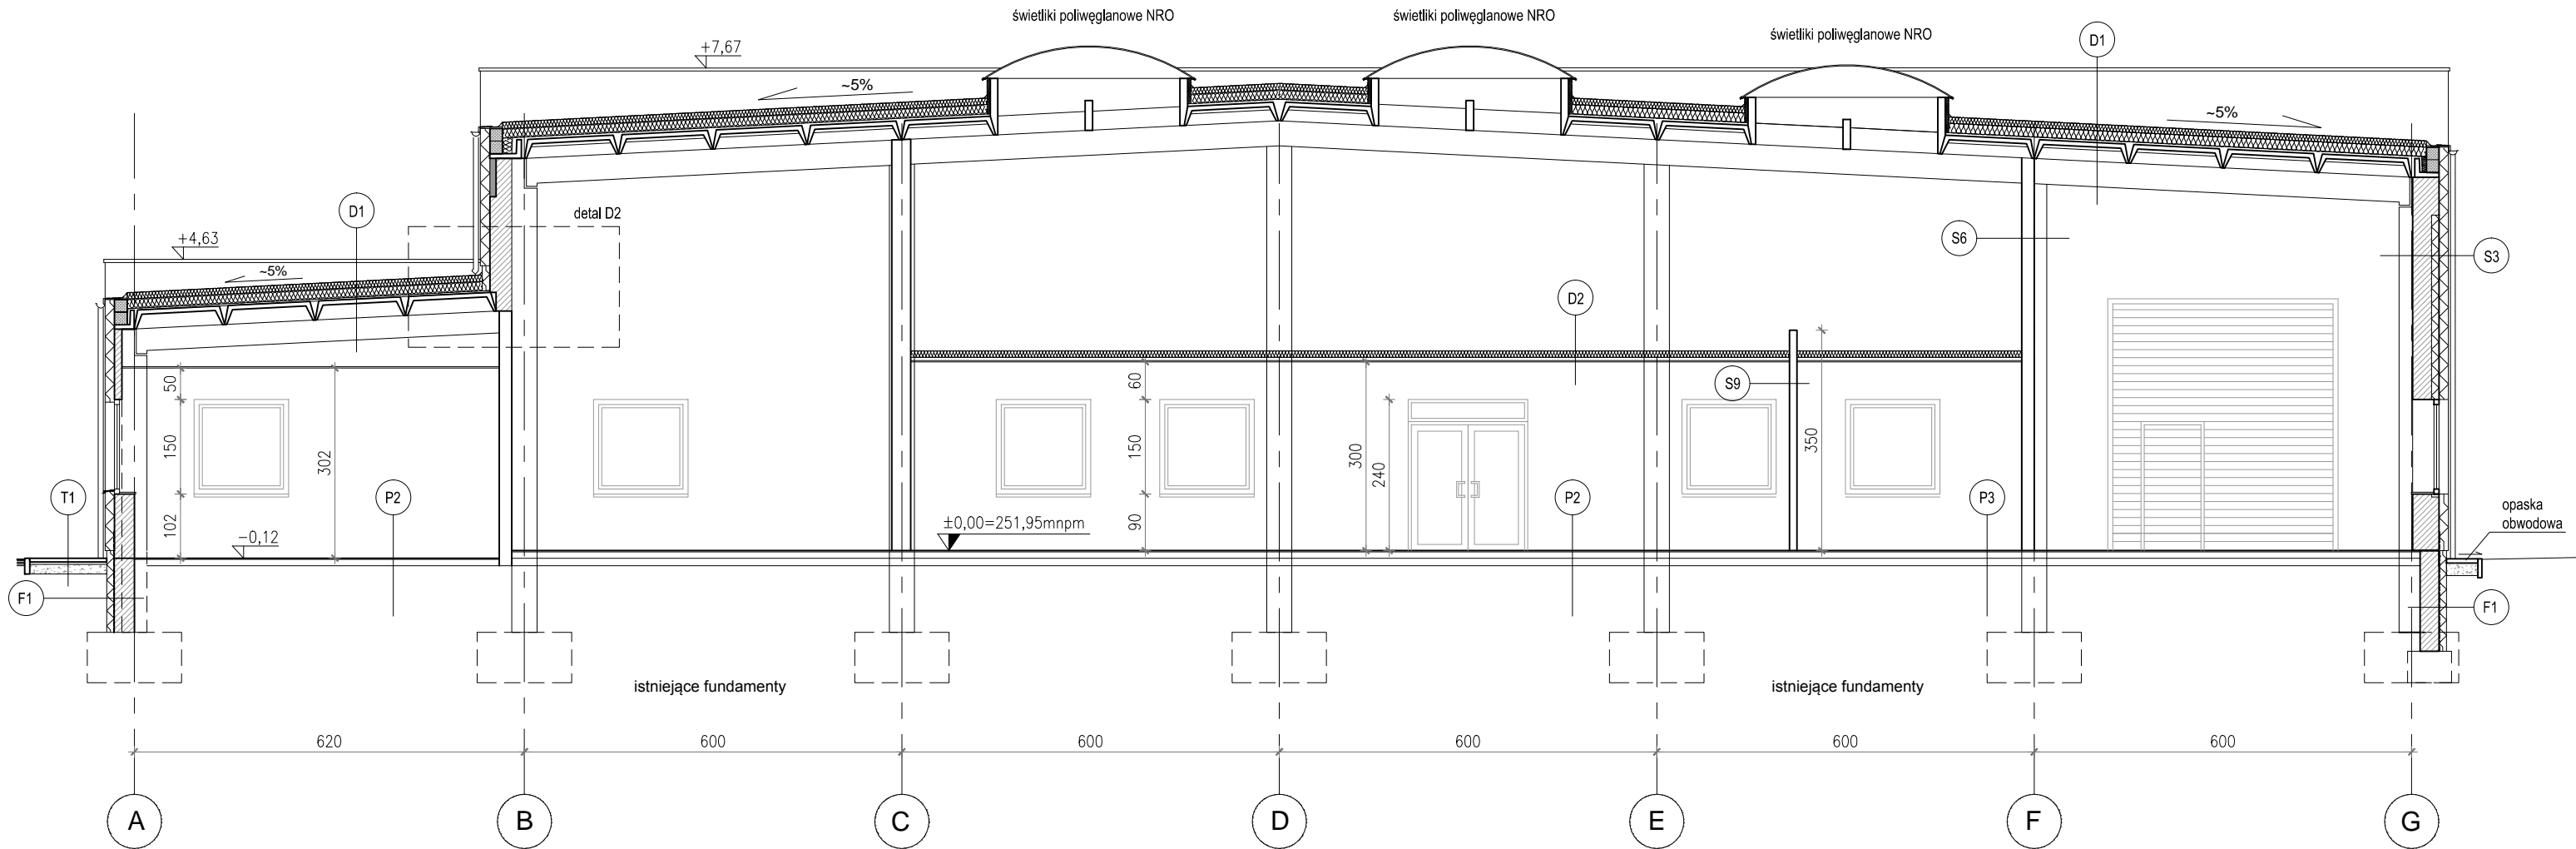 świetliki poliwęglanowe NRO
świetliki poliwęglanowe NRO
świetliki poliwęglanowe NRO
D1
+7,67
~5%
~5%
D1
detal D2
+4,63
~5%
S6
S3
D2
S9
50
150
102
302
60
150
90
300
240
350
T1
P2
P2
P3
-0,12
±0,00=251,95mnpm
opaska
obwodowa
F1
F1
istniejące fundamenty
istniejące fundamenty
620
600
600
600
600
600
A
B
C
D
E
F
G